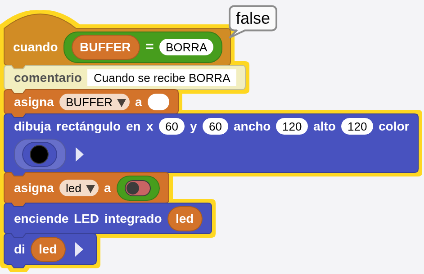 false
cuando BUFFER = BORRA
comentario Cuando se recibe BORRA
asigna BUFFER ▼ a
dibuja rectángulo en x 60 y 60 ancho 120 alto 120 color
asigna led ▼ a
enciende LED integrado led
di led